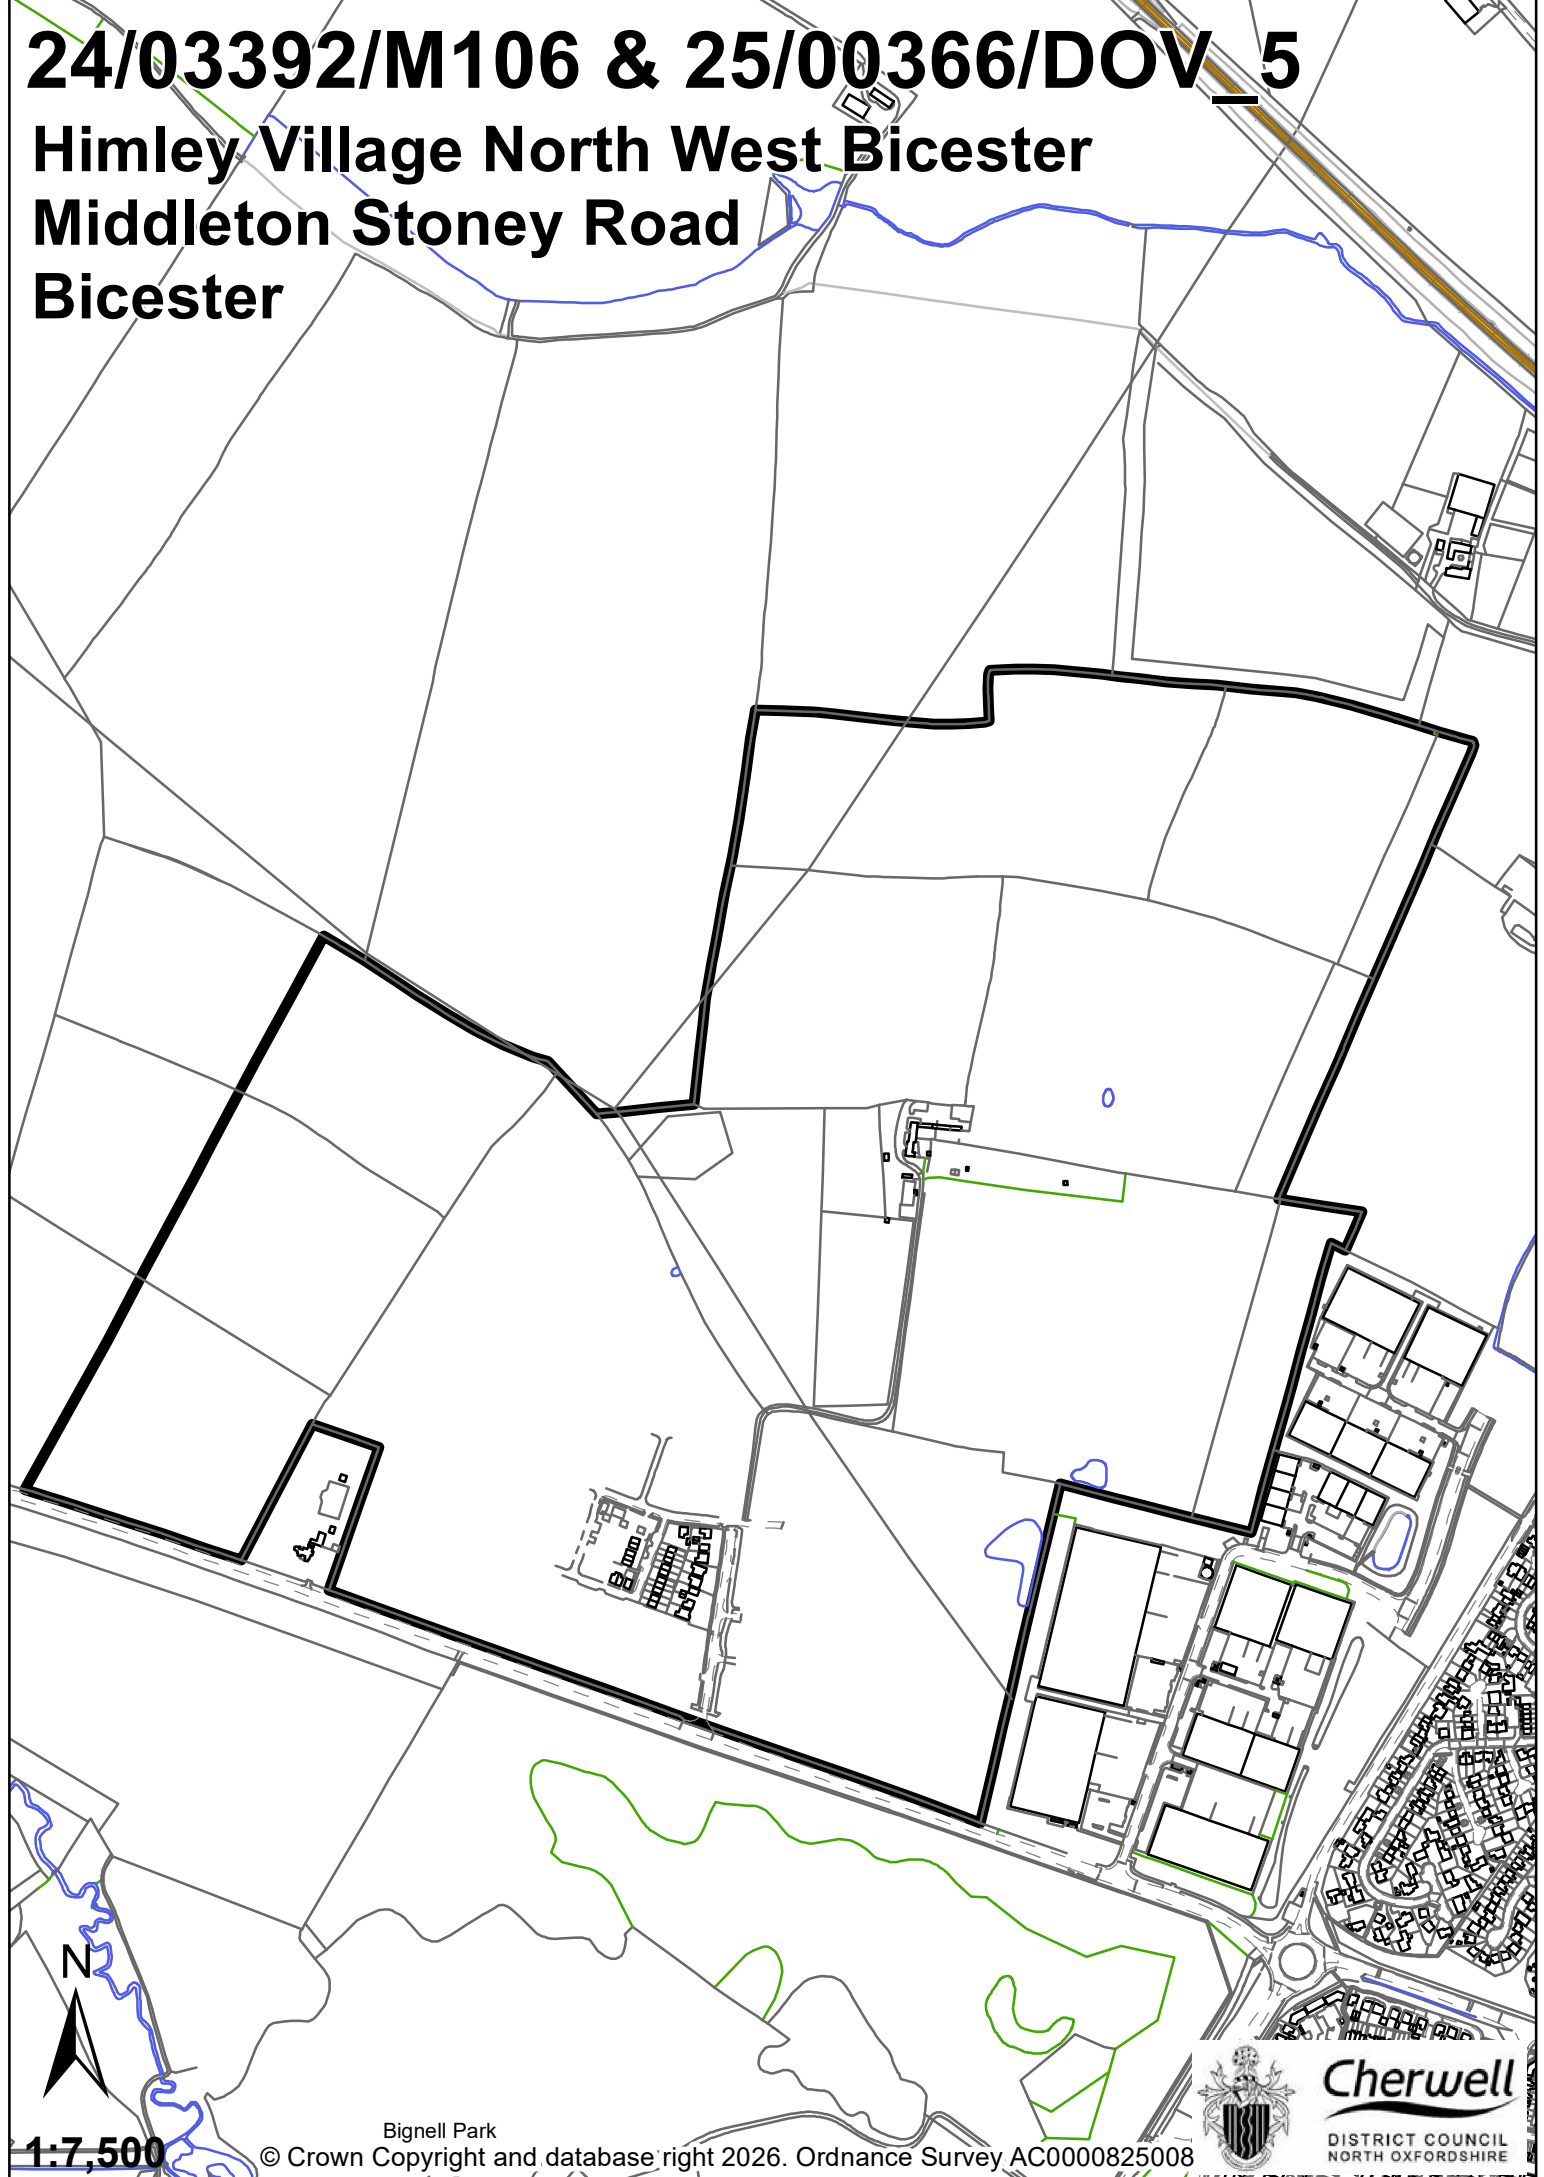 24/03392/M106 & 25/00366/DOV_5
Himley Village North West Bicester
Middleton Stoney Road
Bicester
N
1:7,500
Bignell Park
© Crown Copyright and database right 2026. Ordnance Survey AC0000825008
Cherwell
DISTRICT COUNCIL
NORTH OXFORDSHIRE